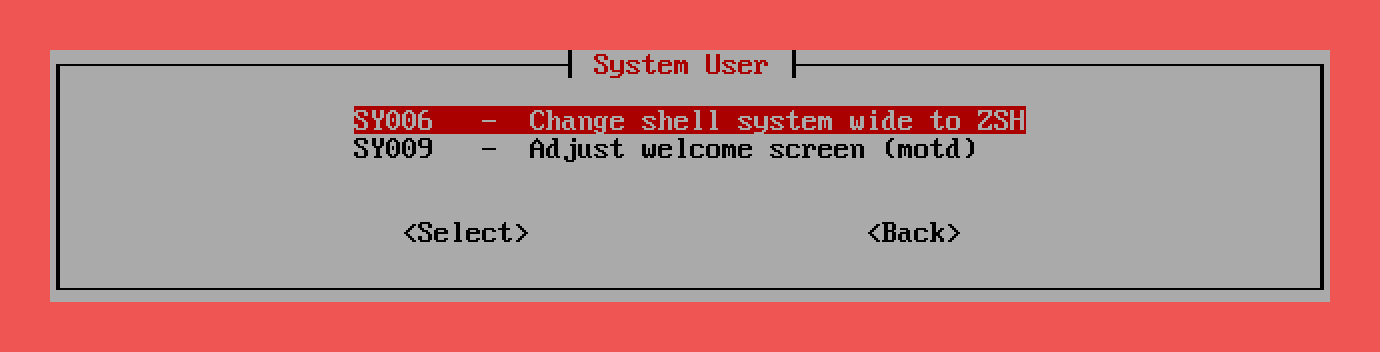 System User
SY006 - Change shell system wide to ZSH
SY009 - Adjust welcome screen (motd)
<Select> <Back>